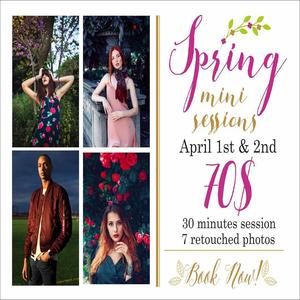 Spring
mini
sessions
April 1st & 2nd
70$
30 minutes session
7 retouched photos
Book Now!